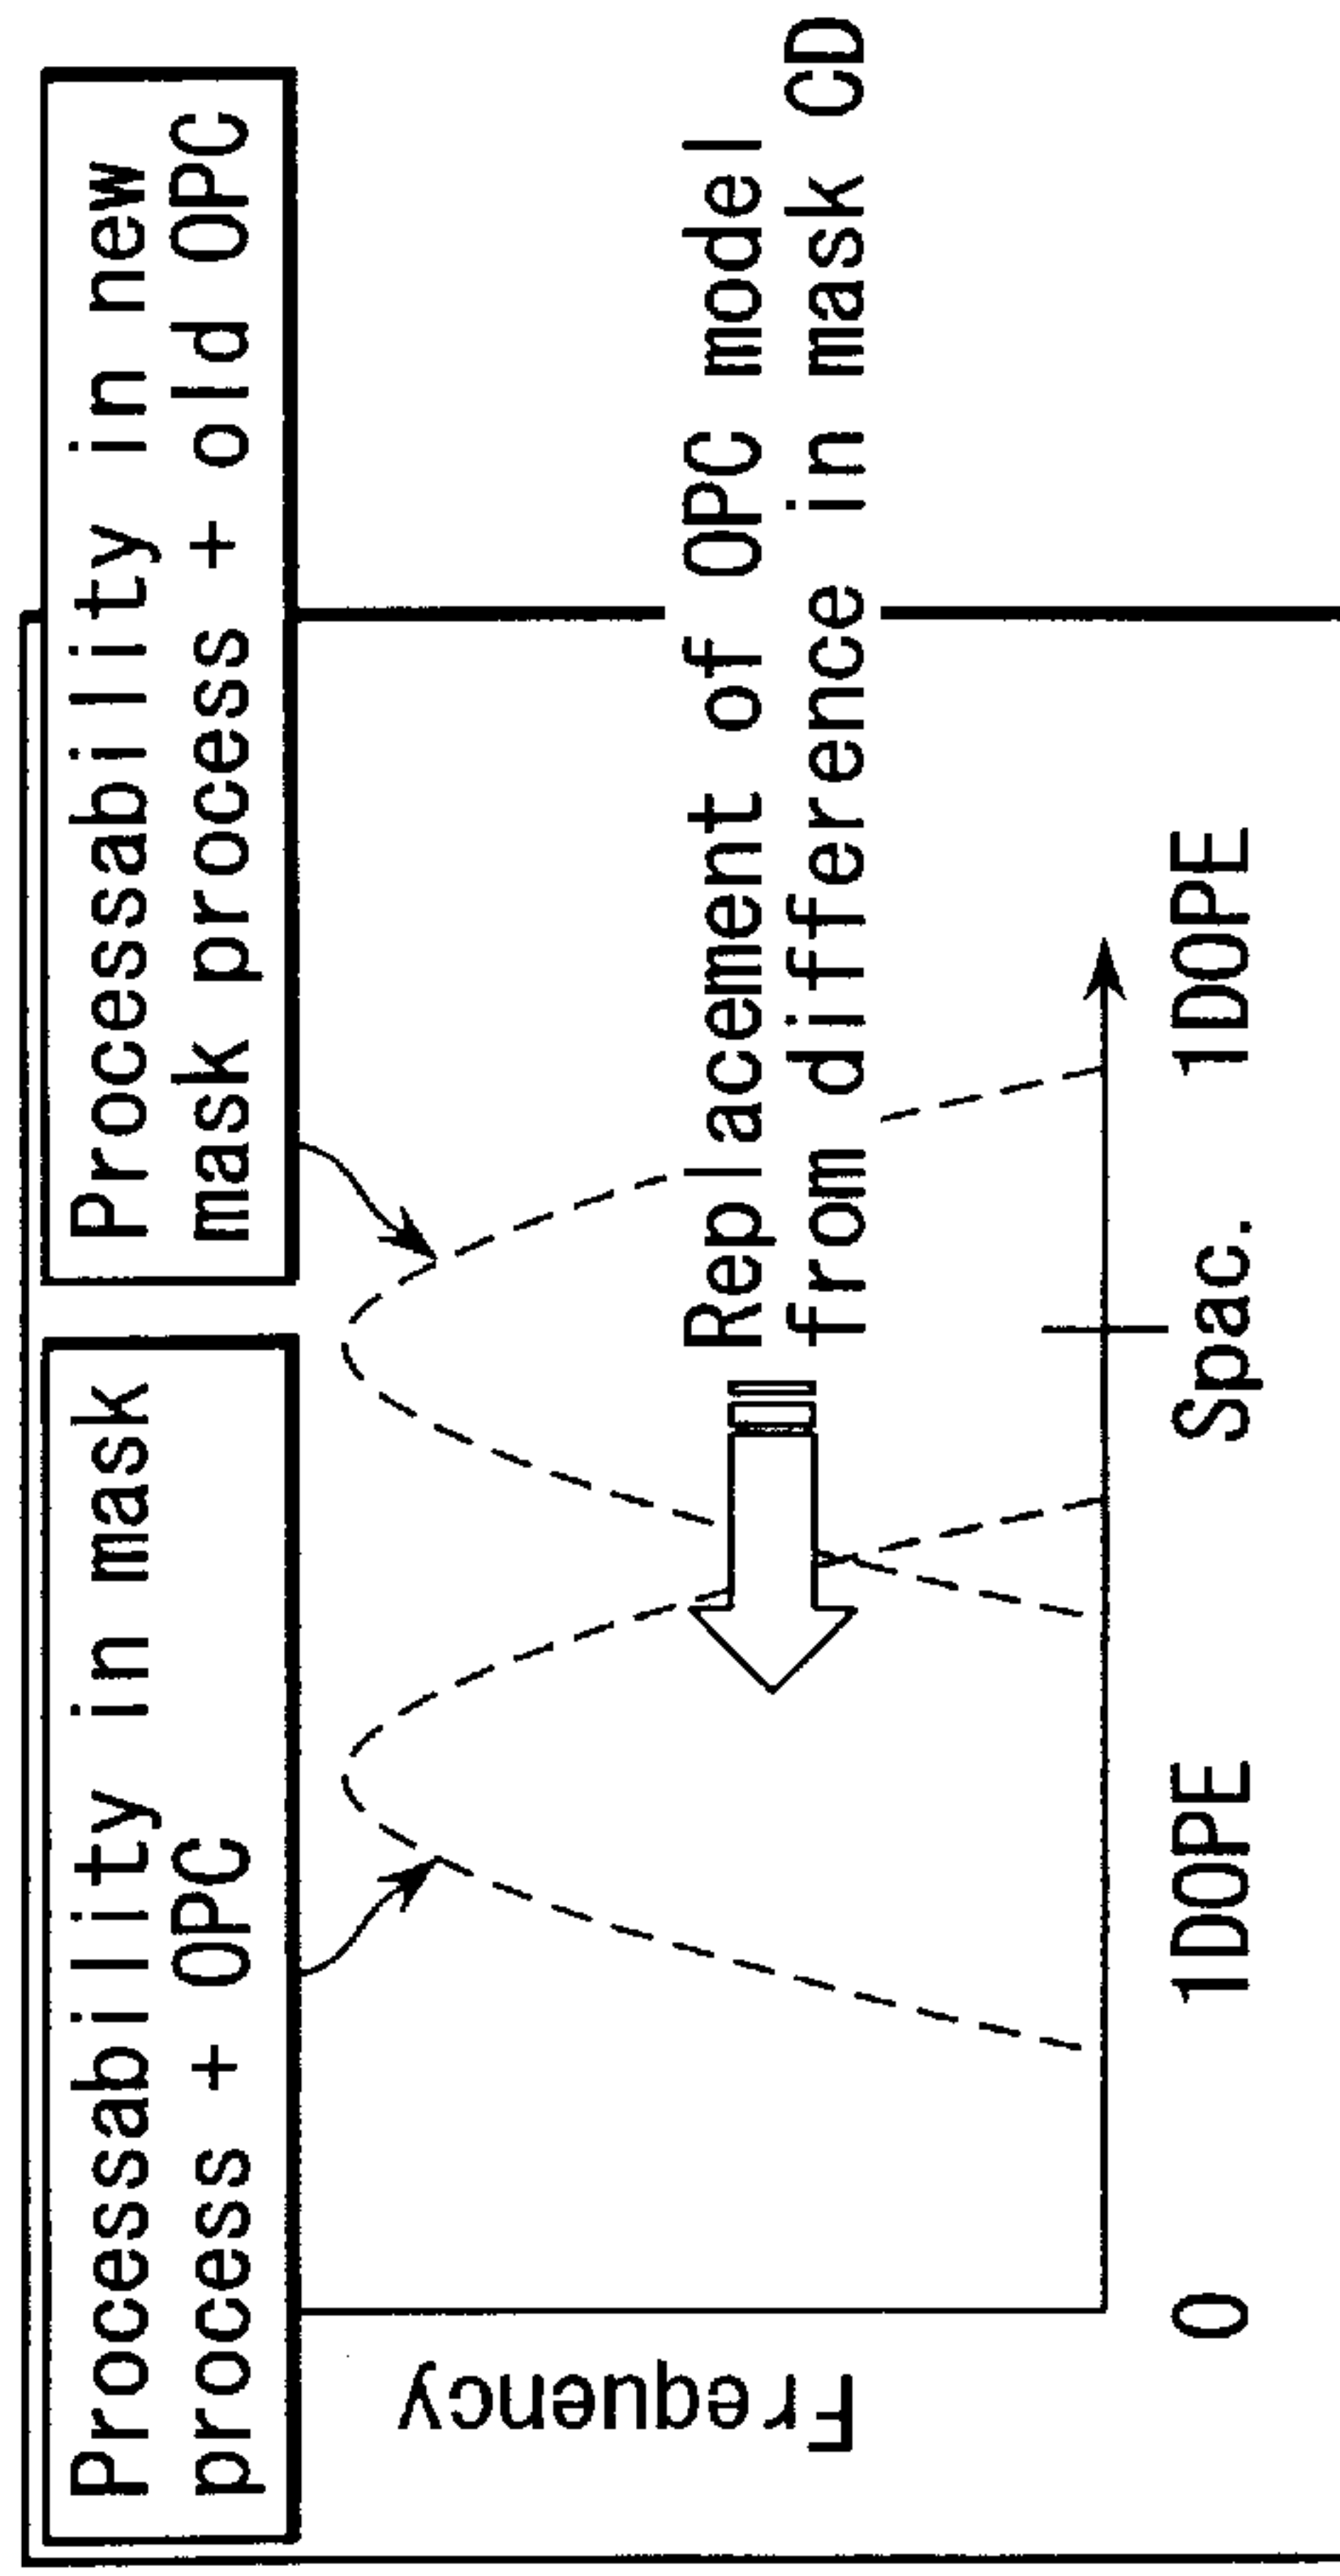 Processability in mask
process + OPC
Processability in new
mask process + old OPC
Replacement of OPC model
from difference in mask CD
Frequency
0
1DOPE
Spac.
1DOPE